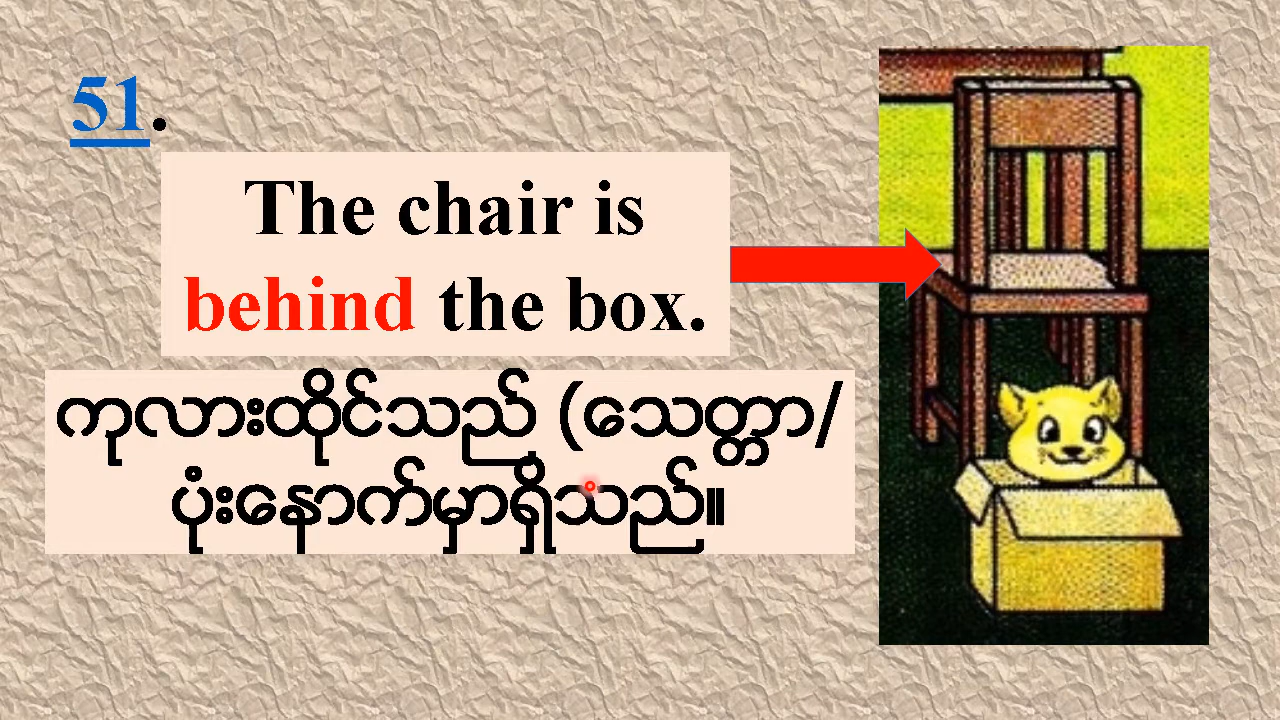 51.
The chair is
behind the box.
ကုလားထိုင်သည် (သေတ္တာ/
ပုံးနောက်မှာရှိသည်။